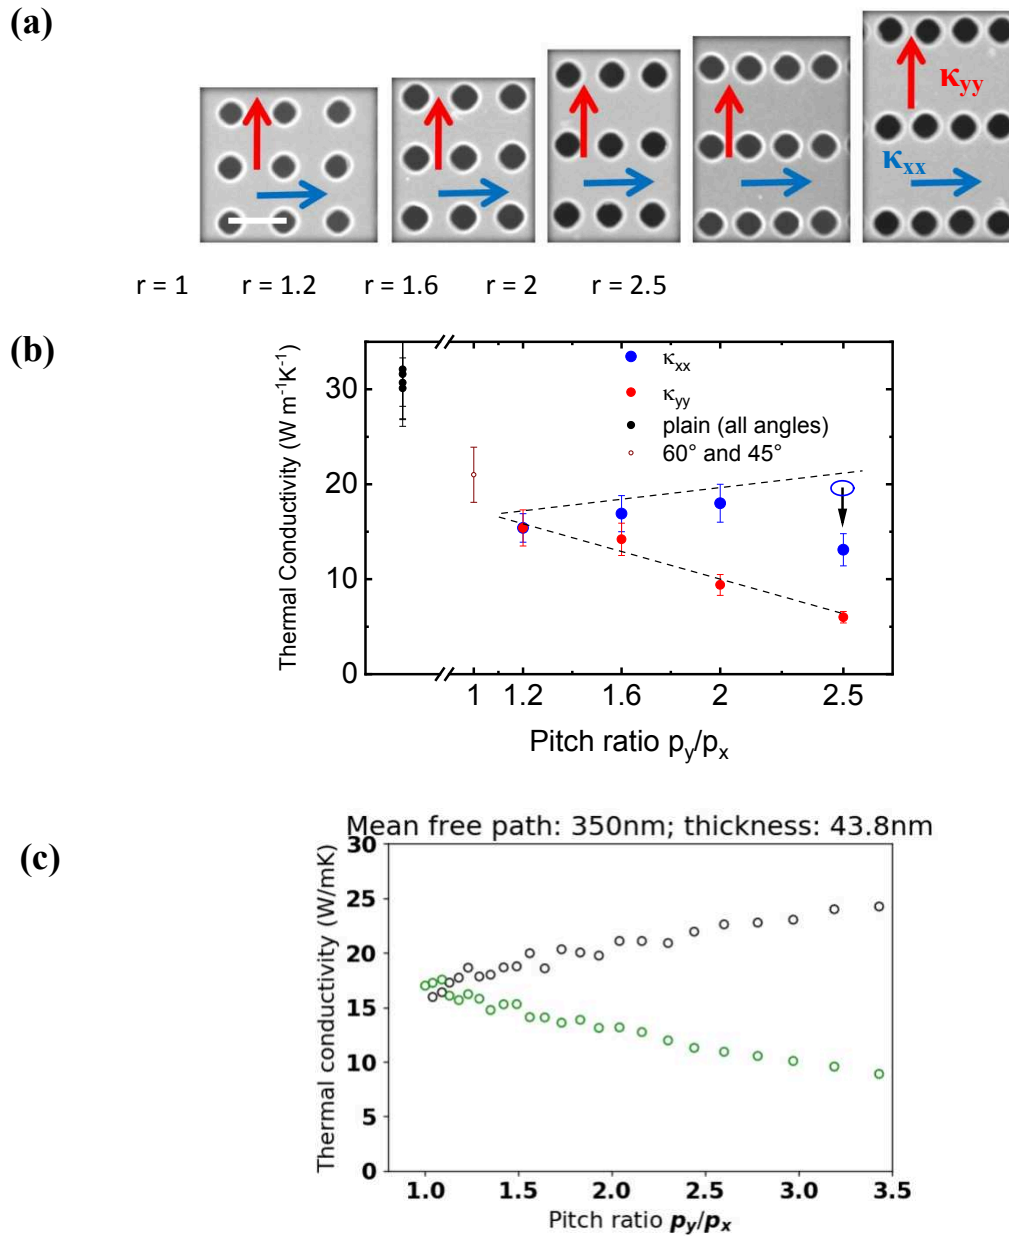 (a)
κyy
κxx
r = 1 r = 1.2 r = 1.6 r = 2 r = 2.5
(b)
Thermal Conductivity (W m-1K-1)
30
20
10
0
κxx
κyy
plain (all angles)
60° and 45°
1 1.2 1.6 2 2.5
Pitch ratio py/px
(c)
Mean free path: 350nm; thickness: 43.8nm
Thermal conductivity (W/mK)
30
25
20
15
10
5
0
1.0 1.5 2.0 2.5 3.0 3.5
Pitch ratio py/px